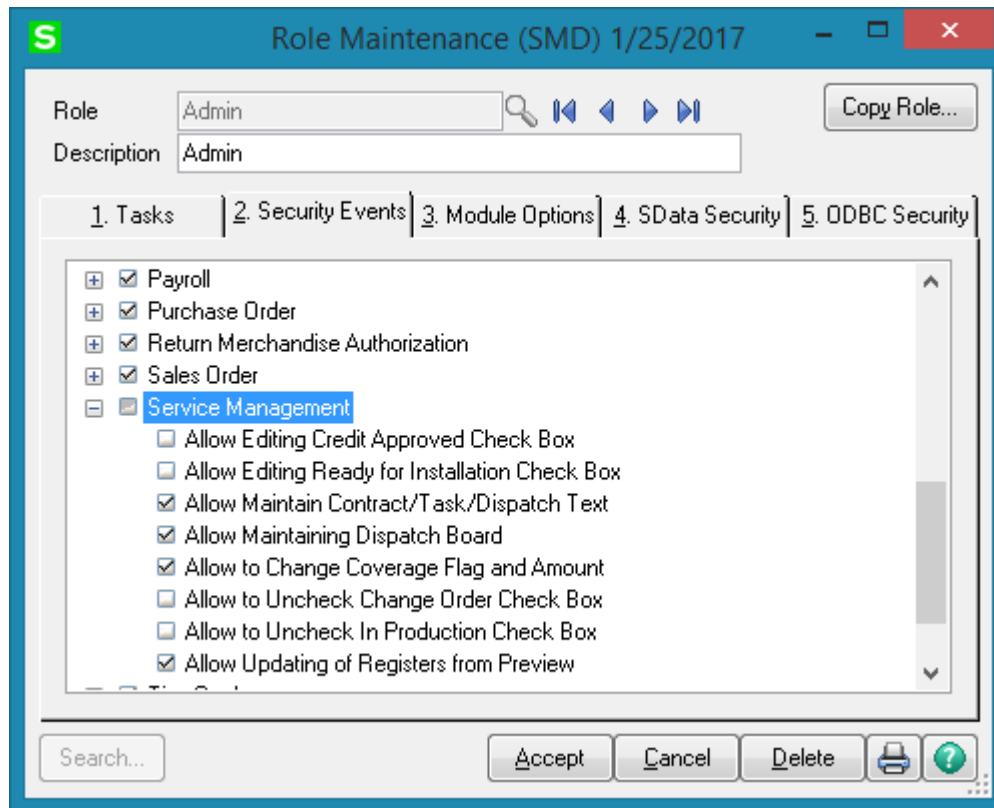 S Role Maintenance (SMD) 1/25/2017
Role Admin Copy Role...
Description Admin
1. Tasks 2. Security Events 3. Module Options 4. SData Security 5. ODBC Security
Payroll
Purchase Order
Return Merchandise Authorization
Sales Order
Service Management
Allow Editing Credit Approved Check Box
Allow Editing Ready for Installation Check Box
Allow Maintain Contract/Task/Dispatch Text
Allow Maintaining Dispatch Board
Allow to Change Coverage Flag and Amount
Allow to Uncheck Change Order Check Box
Allow to Uncheck In Production Check Box
Allow Updating of Registers from Preview
Search... Accept Cancel Delete ?